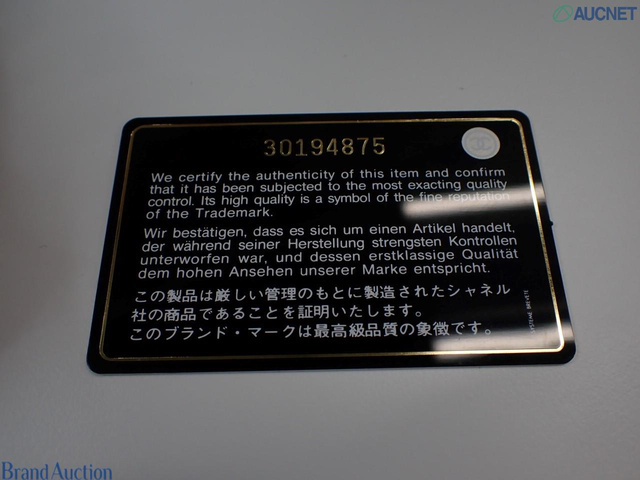 AUCNET
30194875
We certify the authenticity of this item and confirm
that it has been subjected to the most exacting quality
control. Its high quality is a symbol of the fine reputation
of the Trademark.
Wir bestätigen, dass es sich um einen Artikel handelt,
der während seiner Herstellung strengsten Kontrollen
unterworfen war, und dessen erstklassige Qualität
dem hohen Ansehen unserer Marke entspricht.
この製品は厳しい管理のもとに製造されたシャネル
社の商品であることを証明いたします。
このブランド・マークは最高級品質の象徴です。
SYSTEME BREVETE
Brand Auction